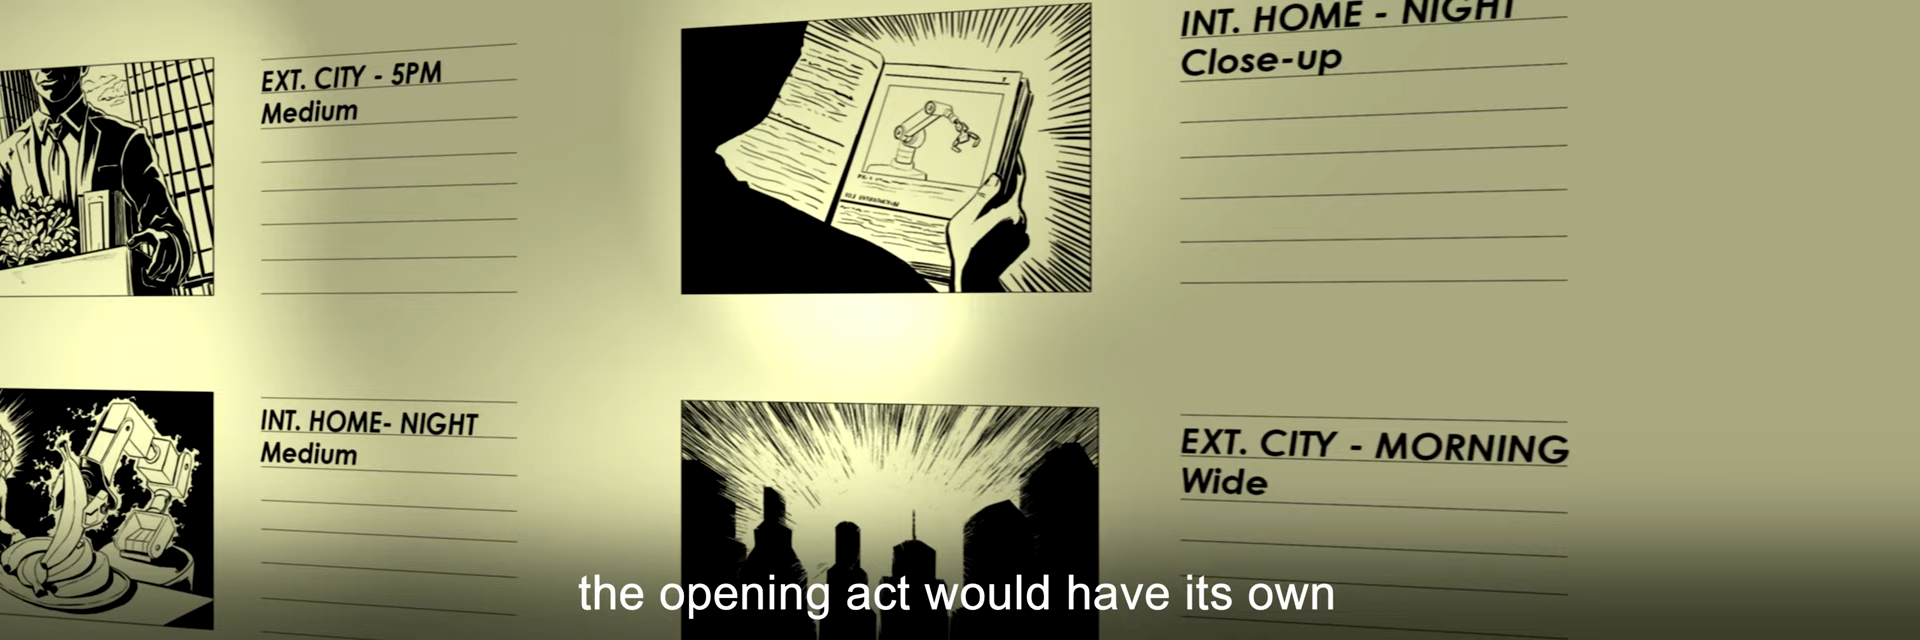 EXT. CITY - 5PM
Medium
INT. HOME - NIGHT
Close-up
INT. HOME- NIGHT
Medium
EXT. CITY - MORNING
Wide
the opening act would have its own